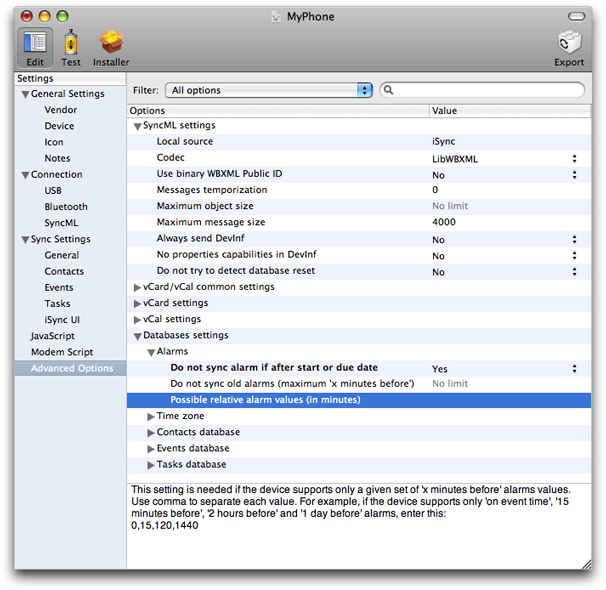 MyPhone
Edit Test Installer Export
Settings
General Settings
Vendor
Device
Icon
Notes
Connection
USB
Bluetooth
SyncML
Sync Settings
General
Contacts
Events
Tasks
iSync UI
JavaScript
Modem Script
Advanced Options
Filter: All options
Options Value
SyncML settings
Local source iSync
Codec LibWBXML
Use binary WBXML Public ID No
Messages temporization 0
Maximum object size No limit
Maximum message size 4000
Always send DevInf No
No properties capabilities in DevInf No
Do not try to detect database reset No
vCard/vCal common settings
vCard settings
vCal settings
Databases settings
Alarms
Do not sync alarm if after start or due date Yes
Do not sync old alarms (maximum 'x minutes before') No limit
Possible relative alarm values (in minutes)
Time zone
Contacts database
Events database
Tasks database
This setting is needed if the device supports only a given set of 'x minutes before' alarms values.
Use comma to separate each value. For example, if the device supports only 'on event time', '15
minutes before', '2 hours before' and '1 day before' alarms, enter this:
0,15,120,1440